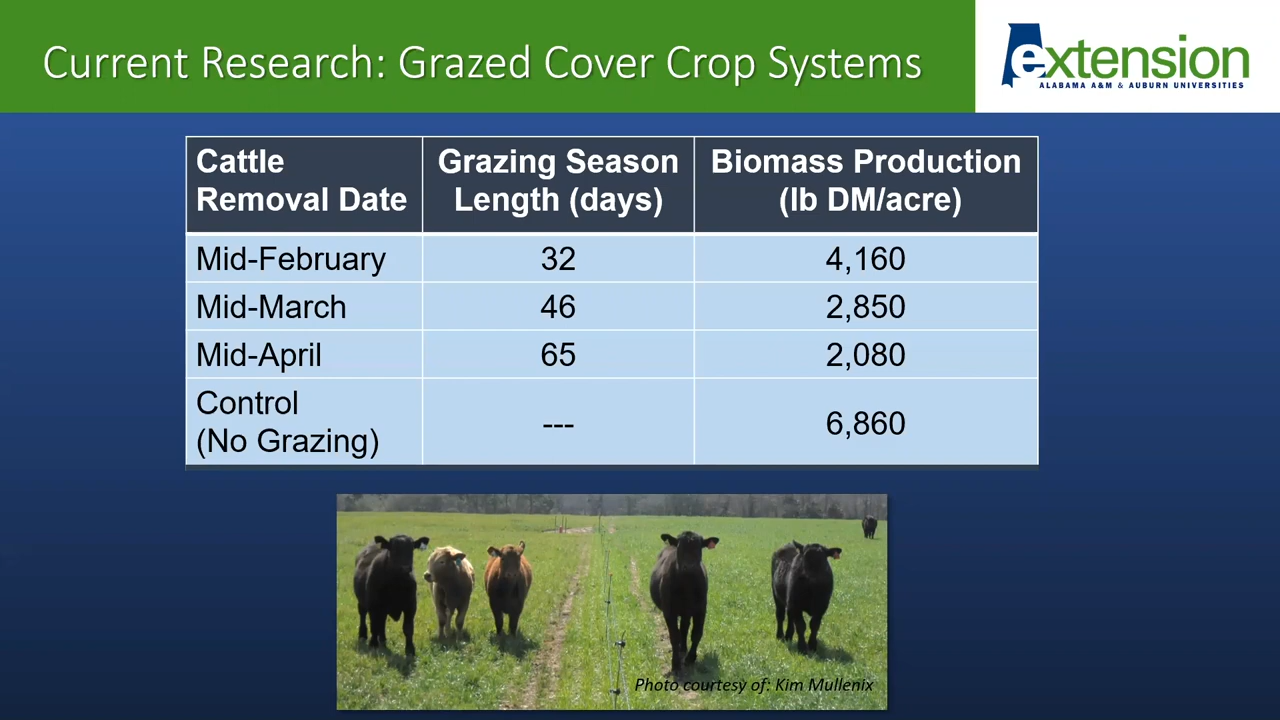 Current Research: Grazed Cover Crop Systems
extension
ALABAMA A&M & AUBURN UNIVERSITIES
Cattle Removal Date
Grazing Season Length (days)
Biomass Production (lb DM/acre)
Mid-February 32 4,160
Mid-March 46 2,850
Mid-April 65 2,080
Control (No Grazing) --- 6,860
Photo courtesy of: Kim Mullenix